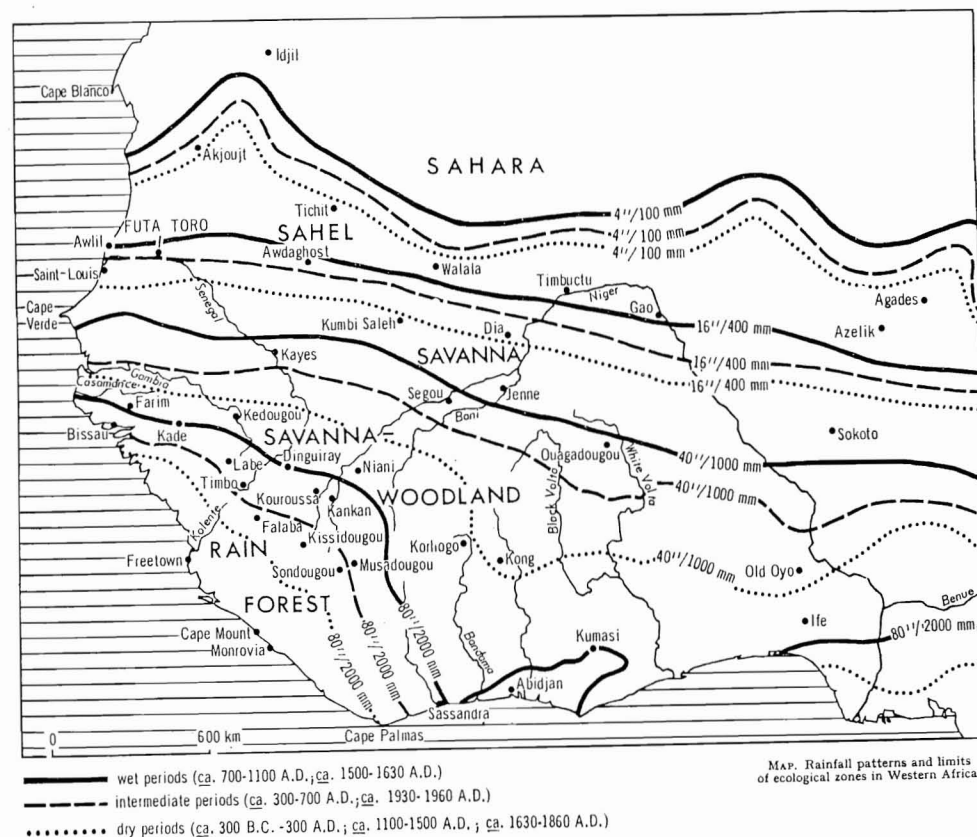 Idjil
Cape Blanco
Akjoujt
SAHARA
Tichit
4"/100 mm
4"/100 mm
4"/100 mm
FUTA TORO
SAHEL
Awlil
Awdaghost
Walata
Saint-Louis
Timbuctu
Niger
Agades
Senegal
Gao
Cape
Verde
Kumbi Saleh
Dia
16"/400 mm
Azelik
Kayes
SAVANNA
16"/400 mm
16"/400 mm
Gambia
Casamance
Segou
Jenne
Farim
Kedougou
Bani
Bissau
Kade
SAVANNA-
Sokoto
Dinguiray
Ouagadougou
White Volta
40"/1000 mm
Labe
Niani
Timbo
WOODLAND
Black Volta
40"/1000 mm
Kouroussa
Kankan
Kolente
Falaba
RAIN
Kissidougou
Korhogo
Kong
40"/1000 mm
Freetown
Sondougou
Musadougou
Old Oyo
Benue
FOREST
80"/2000 mm
80"/2000 mm
80"/2000 mm
Ife
Cape Mount
Monrovia
Bandama
Kumasi
80"/2000 mm
Abidjan
Sassandra
0 600 km
Cape Palmas
wet periods (ca. 700-1100 A.D.; ca. 1500-1630 A.D.)
intermediate periods (ca. 300-700 A.D.; ca. 1930-1960 A.D.)
dry periods (ca. 300 B.C. -300 A.D.; ca. 1100-1500 A.D.; ca. 1630-1860 A.D.)
MAP. Rainfall patterns and limits
of ecological zones in Western Africa